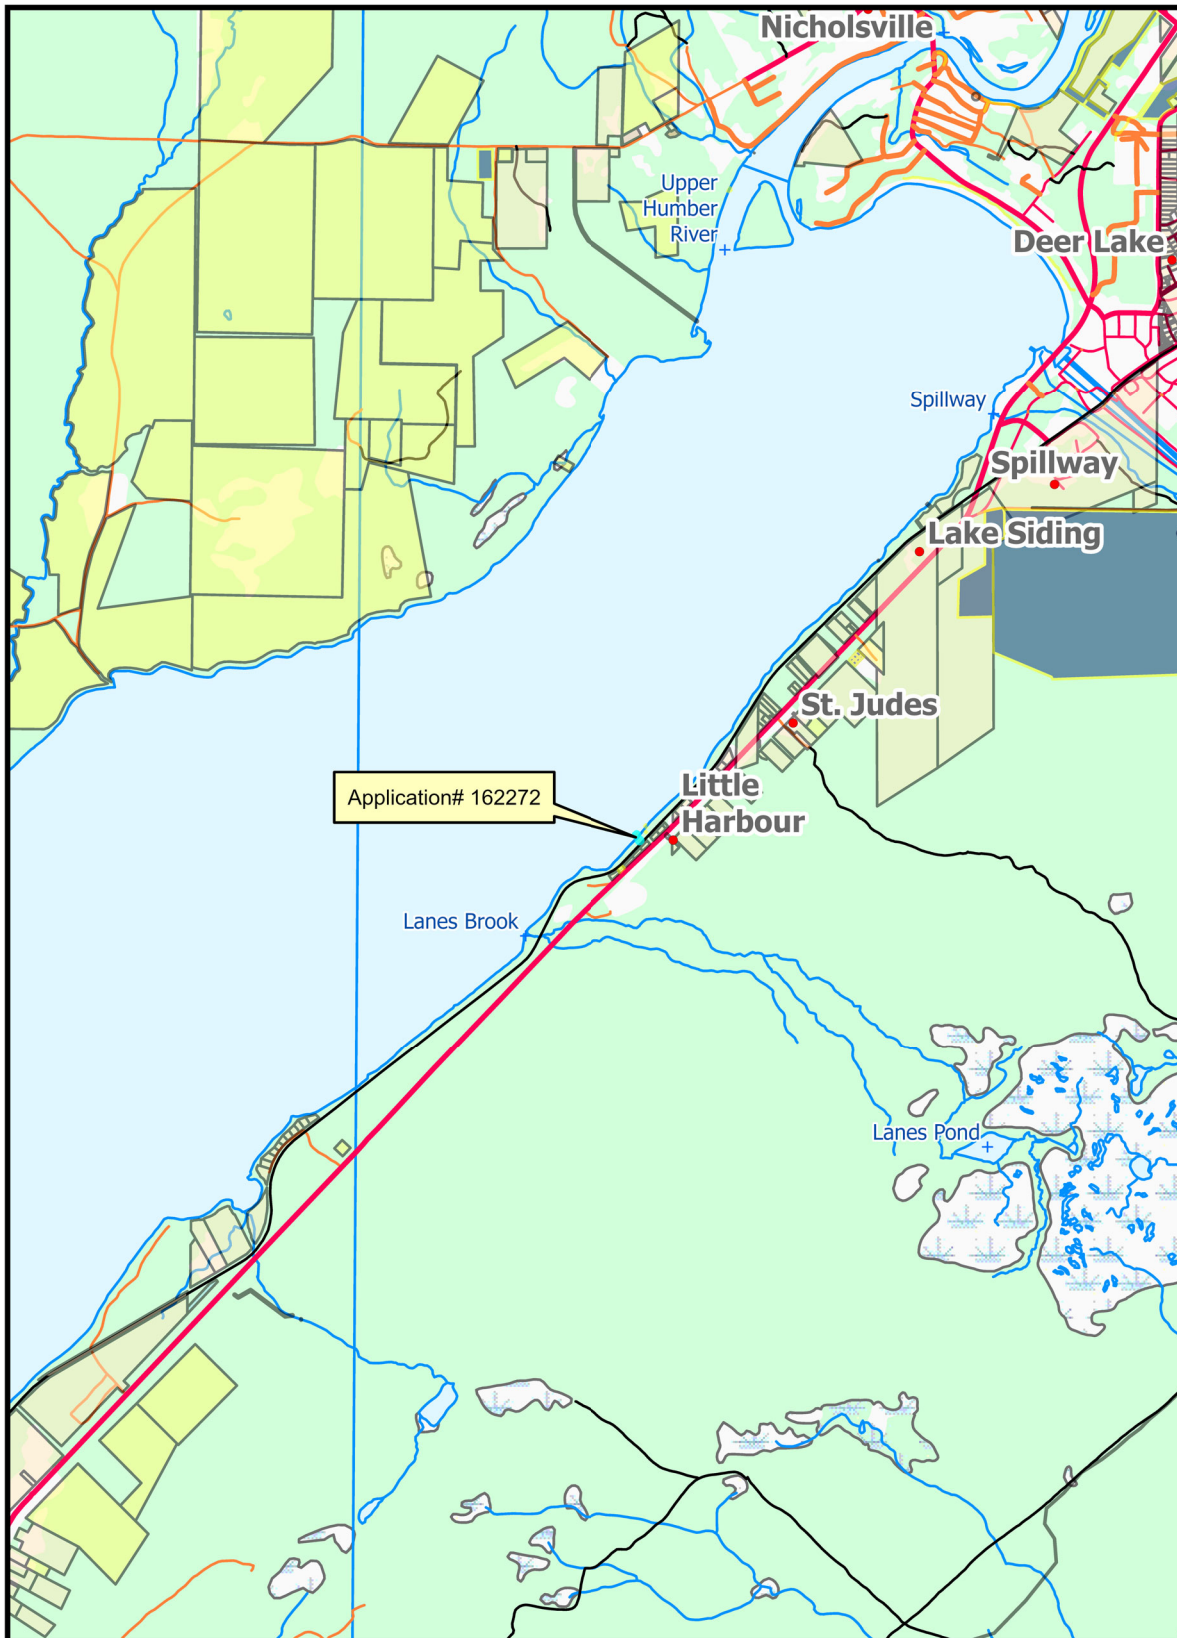 Nicholsville
Upper
Humber
River
Deer Lake
Spillway
Spillway
Lake Siding
St. Judes
Application# 162272
Little
Harbour
Lanes Brook
Lanes Pond